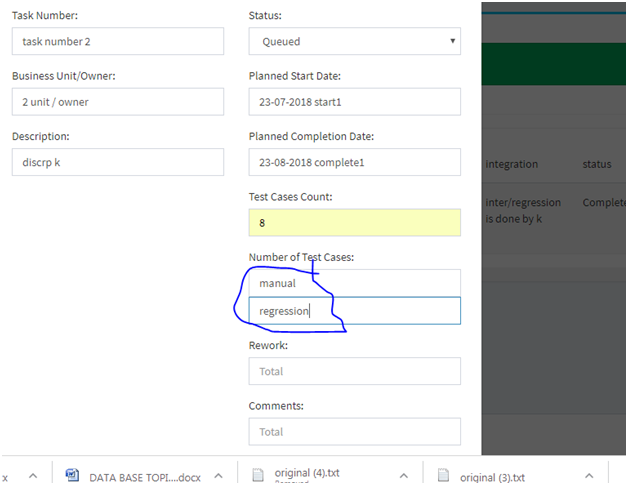 Task Number:
task number 2
Business Unit/Owner:
2 unit / owner
Description:
discrp k
Status:
Queued
Planned Start Date:
23-07-2018 start1
Planned Completion Date:
23-08-2018 complete1
Test Cases Count:
8
Number of Test Cases:
manual
regression
Rework:
Total
Comments:
Total
integration status
inter/regression Complete
is done by k
x
DATA BASE TOPI....docx
original (4).txt
Removed
original (3).txt